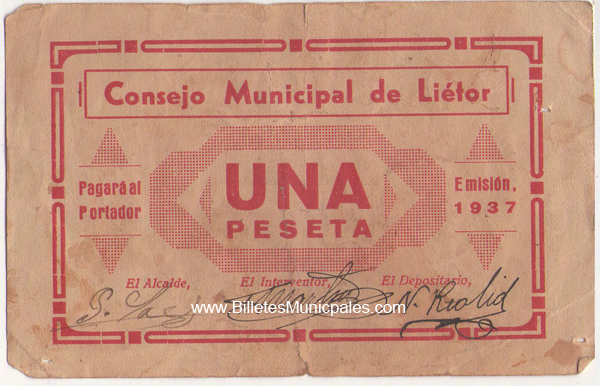 Consejo Municipal de Liétor
Pagará al
Portador
UNA
PESETA
Emisión,
1937
El Alcalde,
El Interventor,
El Depositario,
www.BilletesMunicipales.com